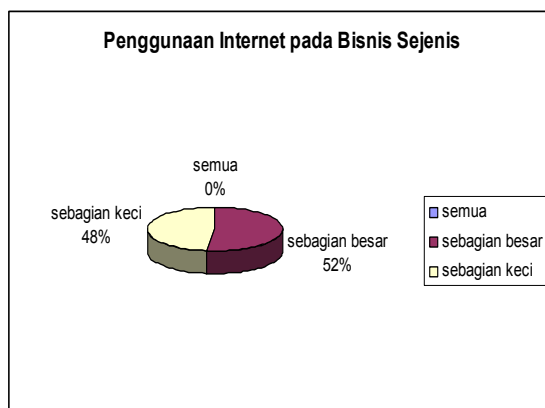 Penggunaan Internet pada Bisnis Sejenis
semua
0%
sebagian keci
48%
sebagian besar
52%
semua
sebagian besar
sebagian keci